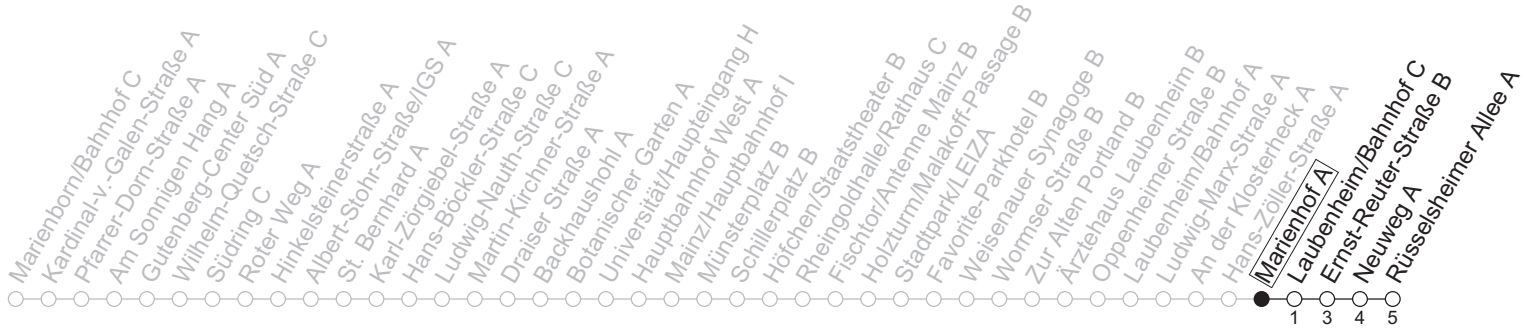 Marienborn/Bahnhof C
Kardinal-v.-Galen-Straße A
Pfarrer-Dorn-Straße A
Am Sonnigen Hang A
Gutenberg-Center Süd A
Wilhelm-Quetsch-Straße C
Südring C
Roter Weg A
Hinkelsteinerstraße A
Albert-Stohr-Straße/IGS A
St. Bernhard A
Karl-Zörgiebel-Straße A
Hans-Böckler-Straße C
Ludwig-Nauth-Straße C
Martin-Kirchner-Straße A
Draiser Straße A
Backhaushohl A
Botanischer Garten A
Universität/Haupteingang H
Hauptbahnhof West A
Mainz/Hauptbahnhof I
Münsterplatz B
Schillerplatz B
Höfchen/Staatstheater B
Rheingoldhalle/Rathaus C
Fischtor/Antenne Mainz B
Holzturm/Malakoff-Passage B
Stadtpark/LEIZA
Favorite-Parkhotel B
Weisenauer Synagoge B
Wormser Straße B
Zur Alten Portland B
Ärztehaus Laubenheim B
Oppenheimer Straße B
Laubenheim/Bahnhof A
Ludwig-Marx-Straße A
An der Klosterheck A
Hans-Zöller-Straße A
Marienhof A
Laubenheim/Bahnhof C
Ernst-Reuter-Straße B
Neuweg A
Rüsselsheimer Allee A
1 3 4 5